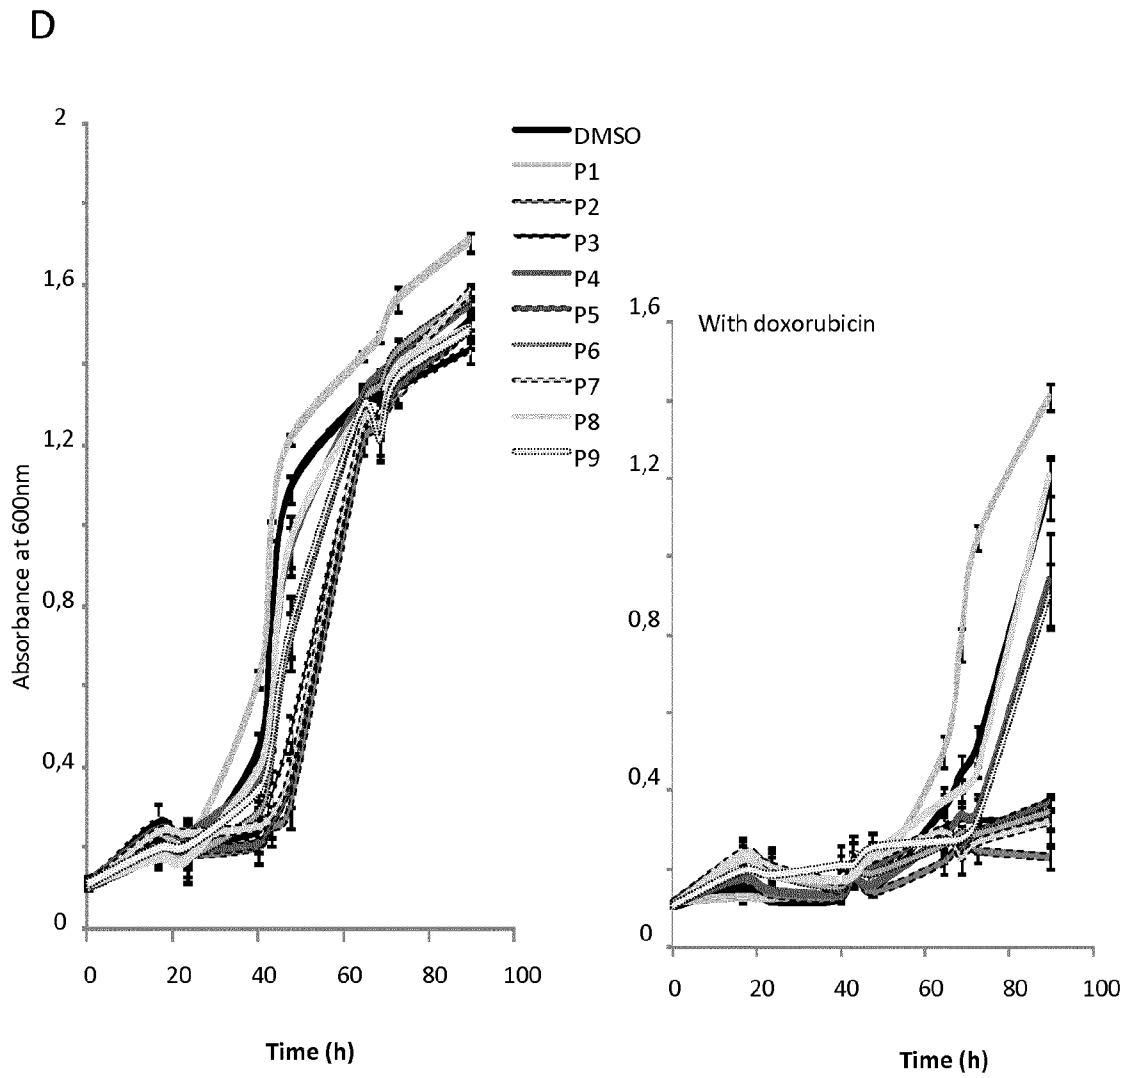 D
2
1,6
1,2
0,8
0,4
0
Absorbance at 600nm
0 20 40 60 80 100
Time (h)
DMSO
P1
P2
P3
P4
P5
P6
P7
P8
P9
With doxorubicin
1,6
1,2
0,8
0,4
0
0 20 40 60 80 100
Time (h)